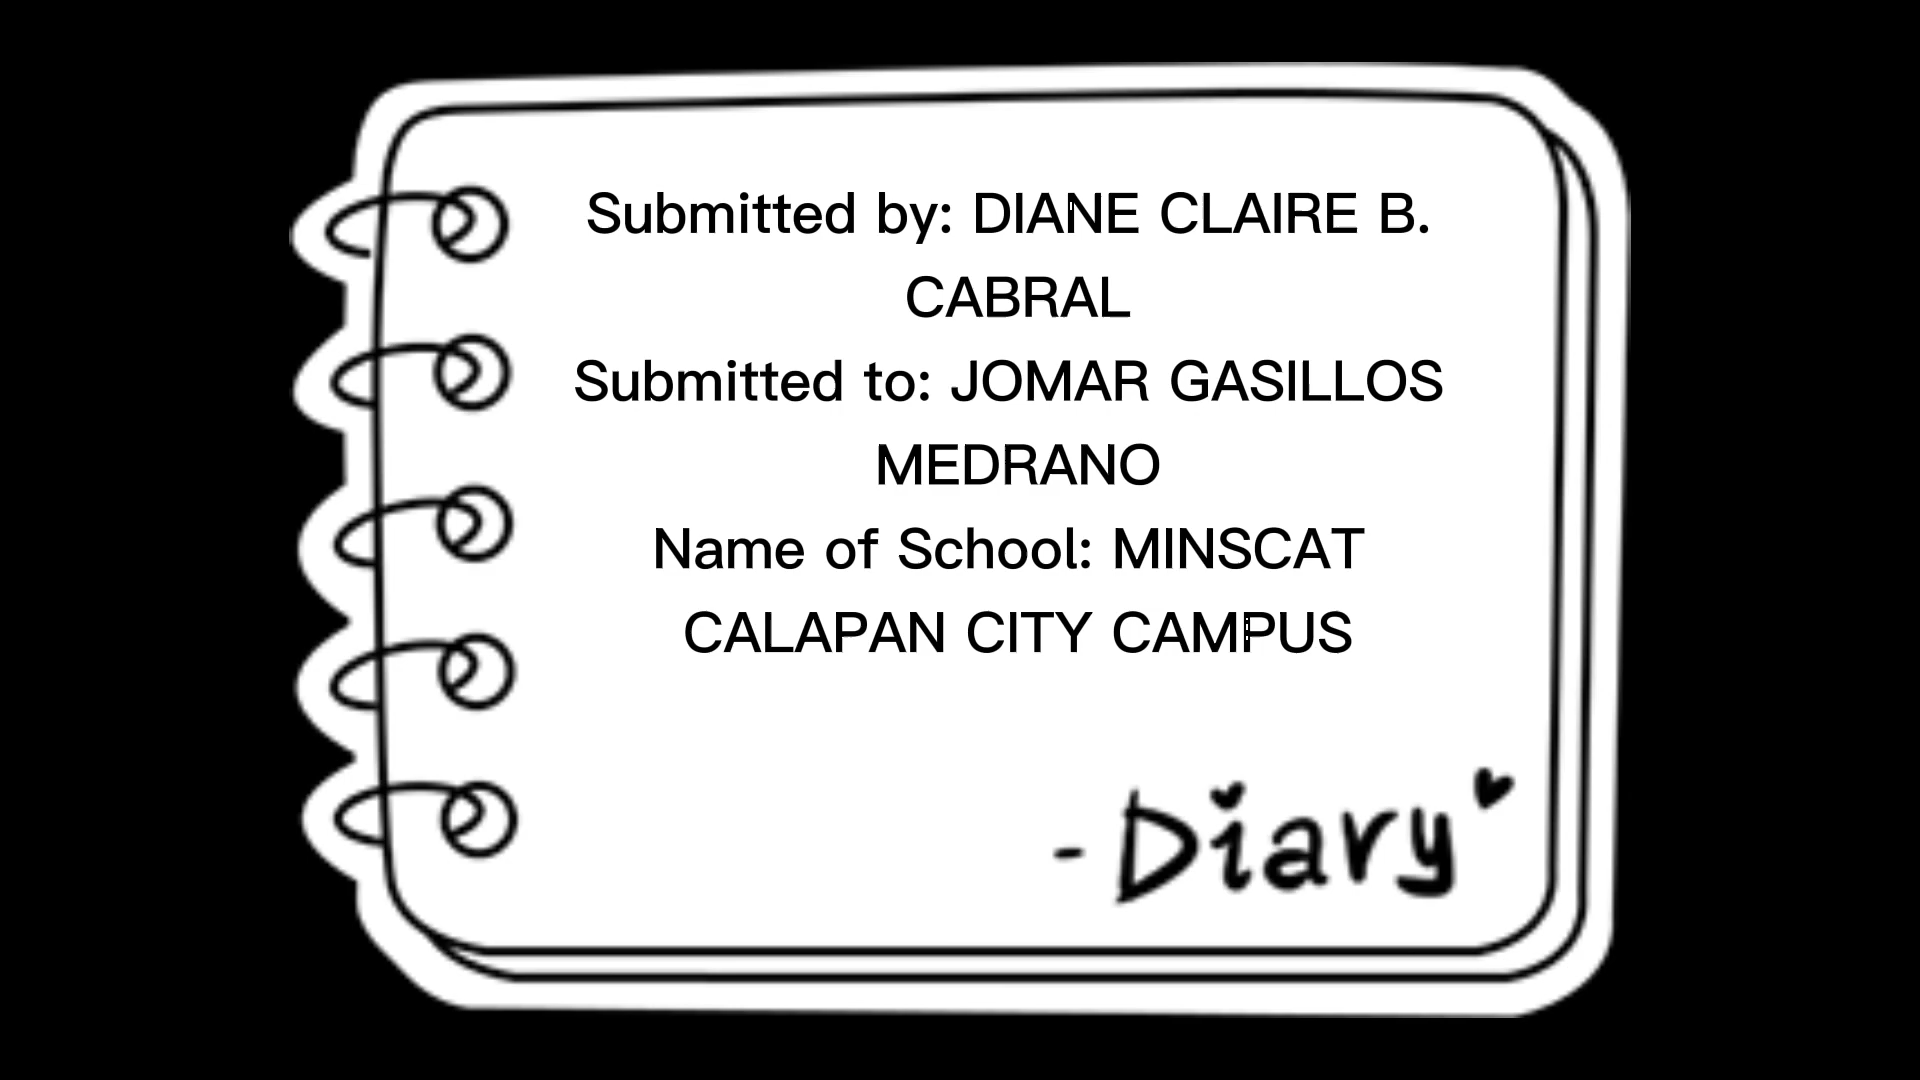 Submitted by: DIANE CLAIRE B.
CABRAL
Submitted to: JOMAR GASILLOS
MEDRANO
Name of School: MINSCAT
CALAPAN CITY CAMPUS
- Diary